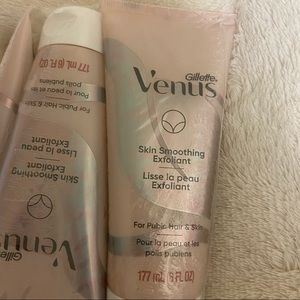 Gillette
Venus
Skin Smoothing
Exfoliant
Lisse la peau
Exfoliant
For Pubic Hair & Skin
Pour la peau et les
poils pubiens
177 mL (6 FL OZ)
Gillette
Venus
Skin Smoothing
Exfoliant
Lisse la peau
Exfoliant
For Pubic Hair & Skin
Pour la peau et les
poils pubiens
177 mL (6 FL OZ)